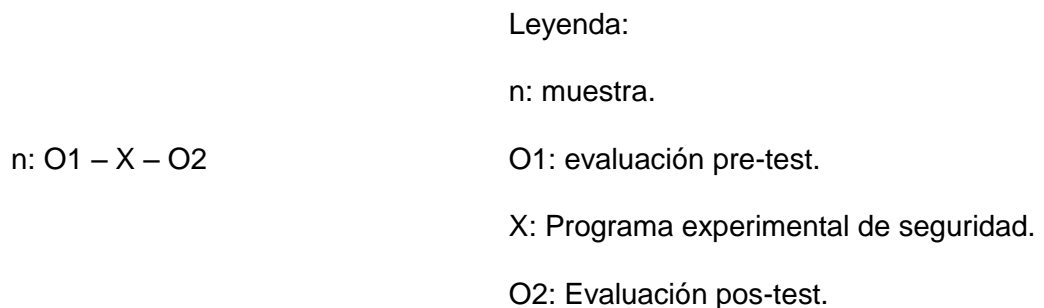 Leyenda:
n: muestra.
n: O1 – X – O2
O1: evaluación pre-test.
X: Programa experimental de seguridad.
O2: Evaluación pos-test.